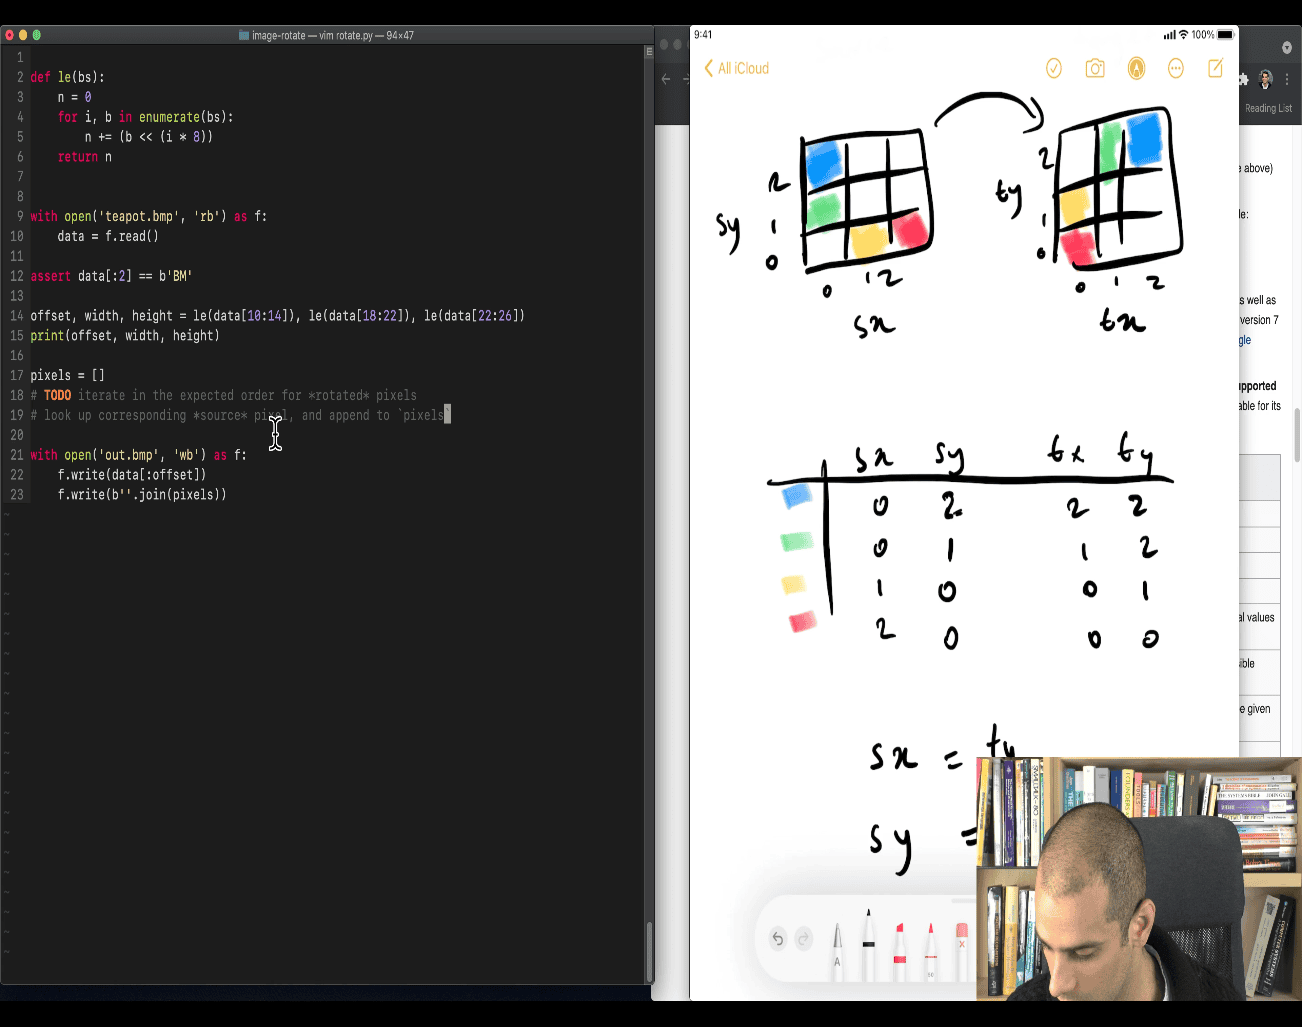 image-rotate — vim rotate.py — 94×47
1
2 def le(bs):
3     n = 0
4     for i, b in enumerate(bs):
5         n += (b << (i * 8))
6     return n
7
8
9 with open('teapot.bmp', 'rb') as f:
10     data = f.read()
11
12 assert data[:2] == b'BM'
13
14 offset, width, height = le(data[10:14]), le(data[18:22]), le(data[22:26])
15 print(offset, width, height)
16
17 pixels = []
18 # TODO iterate in the expected order for *rotated* pixels
19 # look up corresponding *source* pixel, and append to `pixels`
20
21 with open('out.bmp', 'wb') as f:
22     f.write(data[:offset])
23     f.write(b''.join(pixels))
9:41 100%
All iCloud
2
sy 1
0
0 1 2
sx
2
ty 1
0
0 1 2
tx
sx sy tx ty
0 2 2 2
0 1 1 2
1 0 0 1
2 0 0 0
sx = ty
sy =
A
Reading List
e above)
le:
s well as
version 7
gle
upported
able for its
al values
ible
e given